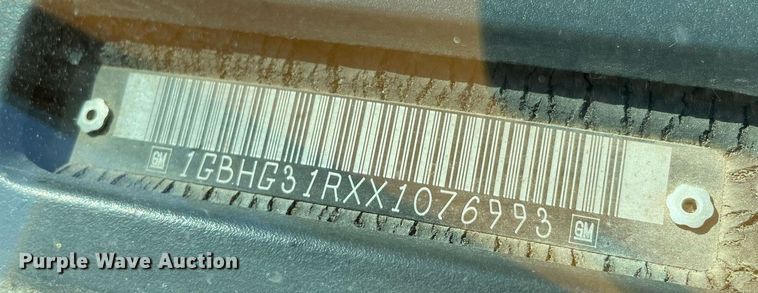 GM 1GBHG31RXX1076993 GM
Purple Wave Auction